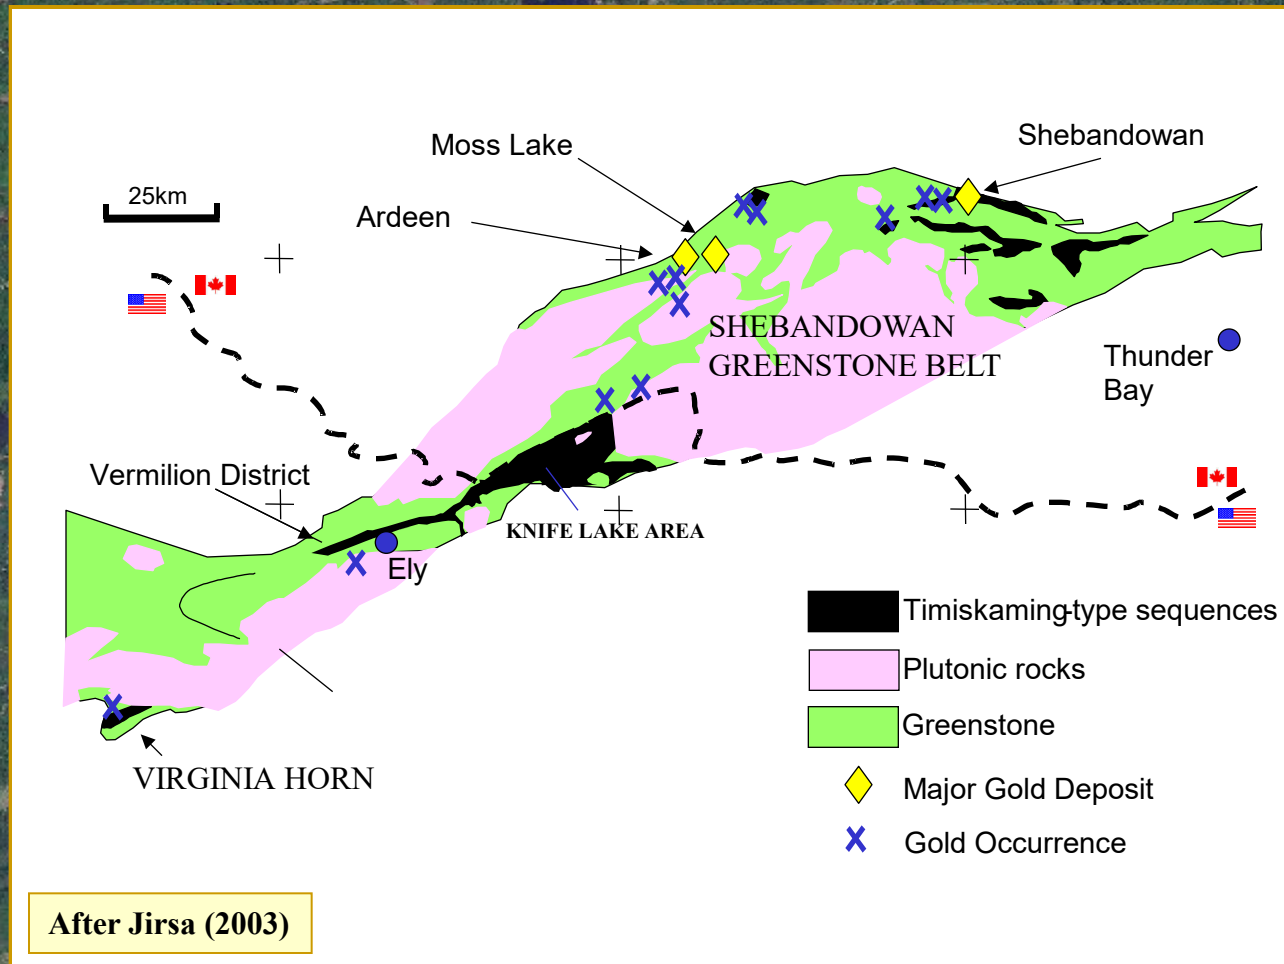 Shebandowan
Moss Lake
25km
Ardeen
SHEBANDOWAN
GREENSTONE BELT
Thunder
Bay
Vermilion District
KNIFE LAKE AREA
Ely
Timiskaming-type sequences
Plutonic rocks
Greenstone
VIRGINIA HORN
Major Gold Deposit
Gold Occurrence
After Jirsa (2003)